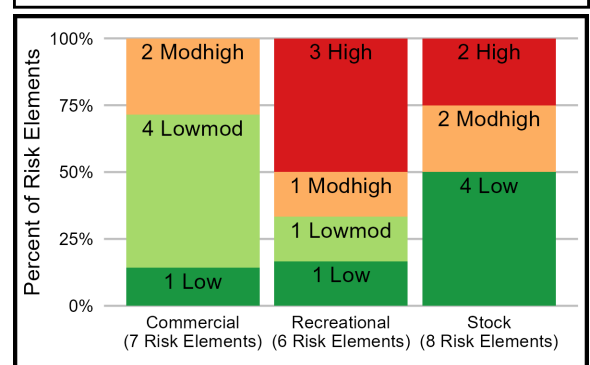 100%
75%
50%
25%
0%
Percent of Risk Elements
2 Modhigh
4 Lowmod
1 Low
3 High
1 Modhigh
1 Lowmod
1 Low
2 High
2 Modhigh
4 Low
Commercial
(7 Risk Elements)
Recreational
(6 Risk Elements)
Stock
(8 Risk Elements)